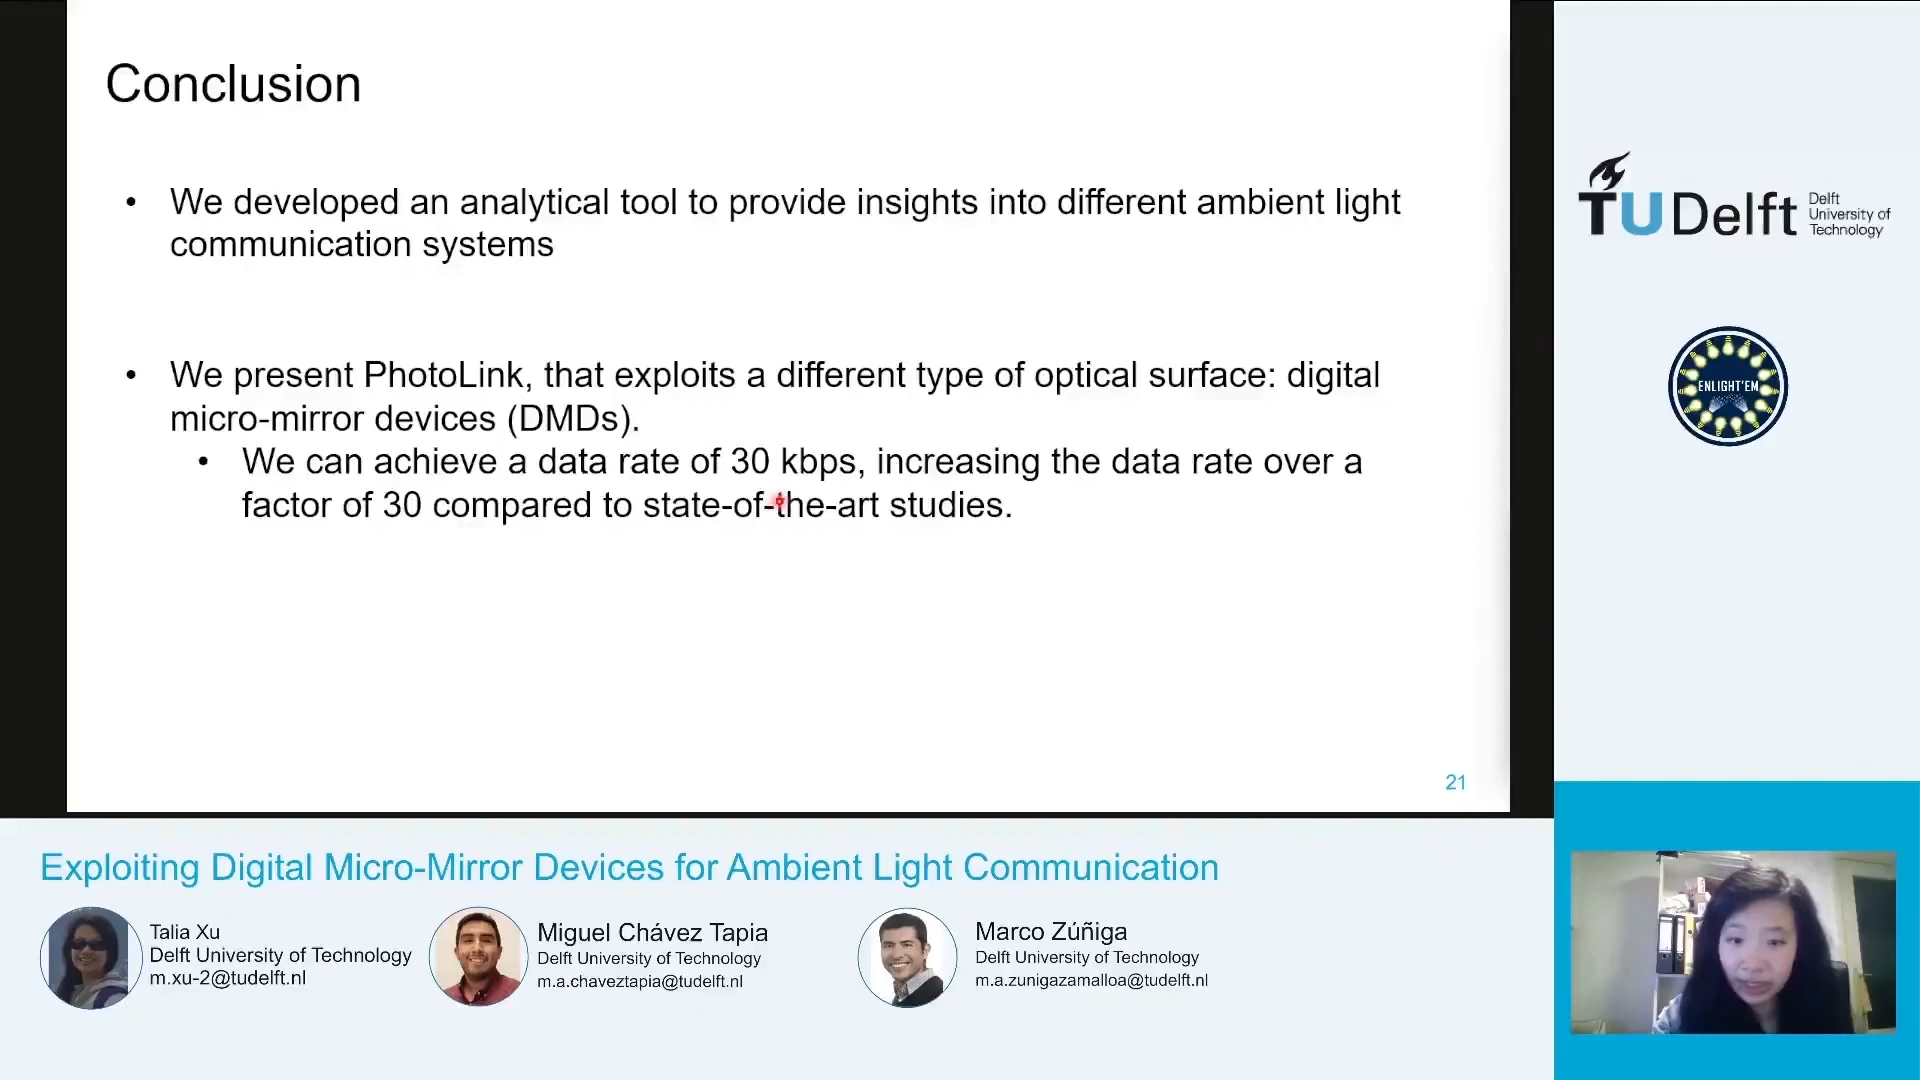 Conclusion
• We developed an analytical tool to provide insights into different ambient light
communication systems
• We present PhotoLink, that exploits a different type of optical surface: digital
micro-mirror devices (DMDs).
• We can achieve a data rate of 30 kbps, increasing the data rate over a
factor of 30 compared to state-of-the-art studies.
21
TU Delft
Delft
University of
Technology
ENLIGHT'EM
Exploiting Digital Micro-Mirror Devices for Ambient Light Communication
Talia Xu
Delft University of Technology
m.xu-2@tudelft.nl
Miguel Chávez Tapia
Delft University of Technology
m.a.chaveztapia@tudelft.nl
Marco Zúñiga
Delft University of Technology
m.a.zunigazamalloa@tudelft.nl